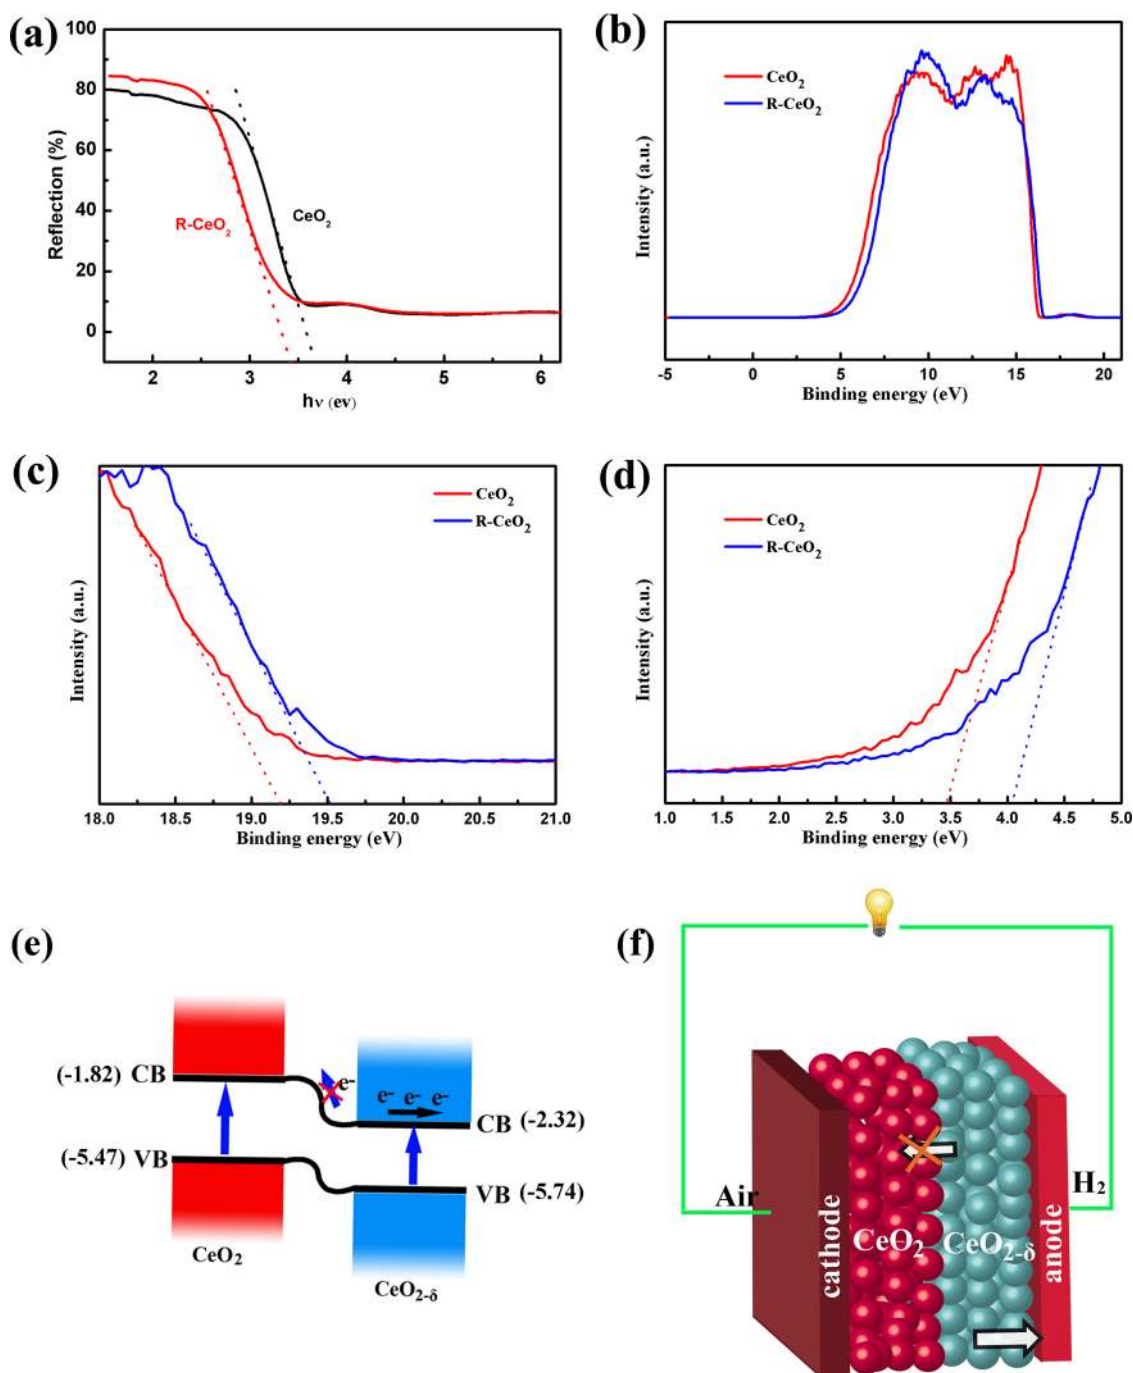 (a)
100
80
60
40
20
0
Reflection (%)
R-CeO2
CeO2
2 3 4 5 6
hν (ev)
(b)
CeO2
R-CeO2
Intensity (a.u.)
-5 0 5 10 15 20
Binding energy (eV)
(c)
CeO2
R-CeO2
Intensity (a.u.)
18.0 18.5 19.0 19.5 20.0 20.5 21.0
Binding energy (eV)
(d)
CeO2
R-CeO2
Intensity (a.u.)
1.0 1.5 2.0 2.5 3.0 3.5 4.0 4.5 5.0
Binding energy (eV)
(e)
(-1.82) CB
e-
e- e- e-
CB (-2.32)
(-5.47) VB
VB (-5.74)
CeO2
CeO2-δ
(f)
Air
H2
cathode
CeO2
CeO2-δ
anode